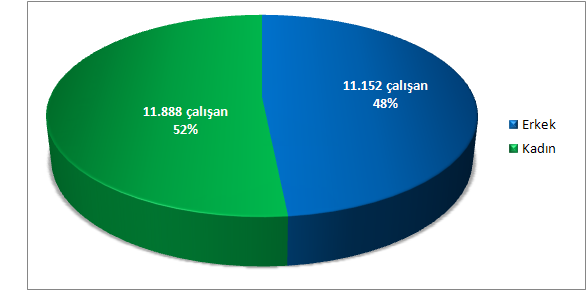 11.152 çalışan
48%
11.888 çalışan
52%
Erkek
Kadın